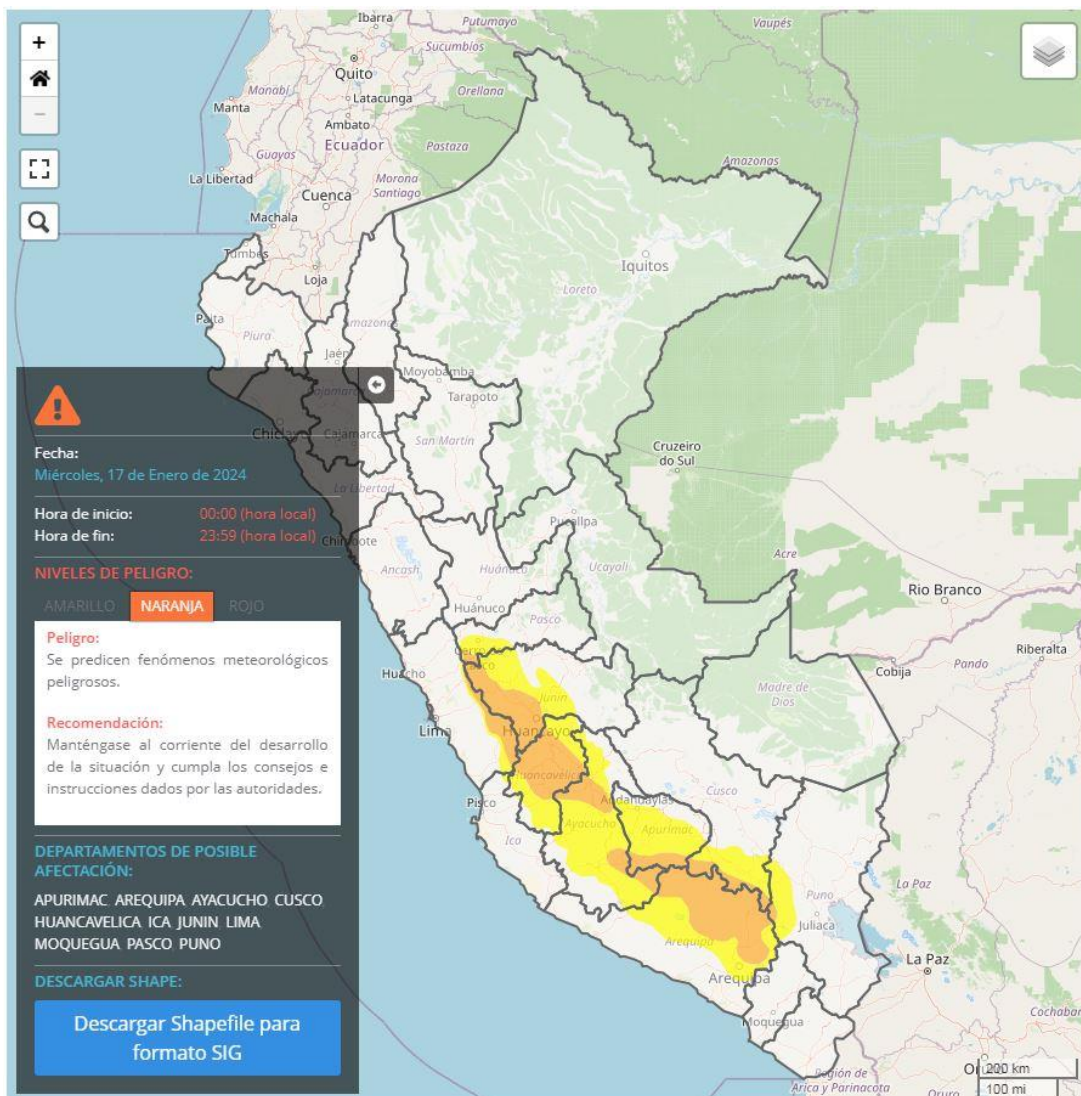 +
−
Ibarra
Putumayo
Vaupés
Sucumbíos
Quito
Orellana
Manabí
Manta
Latacunga
Ambato
Ecuador
Pastaza
Amazonas
Guayas
La Libertad
Morona
Santiago
Cuenca
Machala
Tumbes
Loja
Iquitos
Loreto
Paita
Piura
Amazonas
Jaén
Moyobamba
Cajamarca
Tarapoto
Cajamarca
San Martín
Cruzeiro
do Sul
La Libertad
Pucallpa
Acre
Ancash
Huánuco
Ucayali
Rio Branco
Huánuco
Pasco
Riberalta
Pando
Cobija
Huacho
Junín
Madre de
Dios
Lima
Huancayo
Huancavelica
Pisco
Cusco
Andahuaylas
Ica
Ayacucho
Apurímac
La Paz
Puno
Juliaca
Arequipa
La Paz
Arequipa
Cochabar
Moquegua
Región de
Arica y Parinacota
Oruro
200 km
100 mi
Fecha:
Miércoles, 17 de Enero de 2024
Hora de inicio: 00:00 (hora local)
Hora de fin: 23:59 (hora local)
NIVELES DE PELIGRO:
AMARILLO NARANJA ROJO
Peligro:
Se predicen fenómenos meteorológicos
peligrosos.
Recomendación:
Manténgase al corriente del desarrollo
de la situación y cumpla los consejos e
instrucciones dados por las autoridades.
DEPARTAMENTOS DE POSIBLE
AFECTACIÓN:
APURIMAC AREQUIPA AYACUCHO CUSCO
HUANCAVELICA ICA JUNIN LIMA
MOQUEGUA PASCO PUNO
DESCARGAR SHAPE:
Descargar Shapefile para
formato SIG